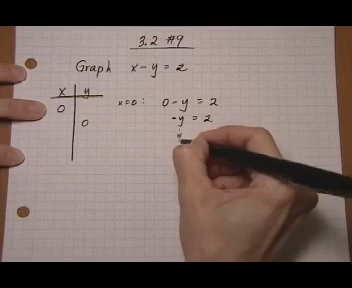 3.2 #9
Graph x - y = 2
x y
x=0: 0 - y = 2
0
-y = 2
0